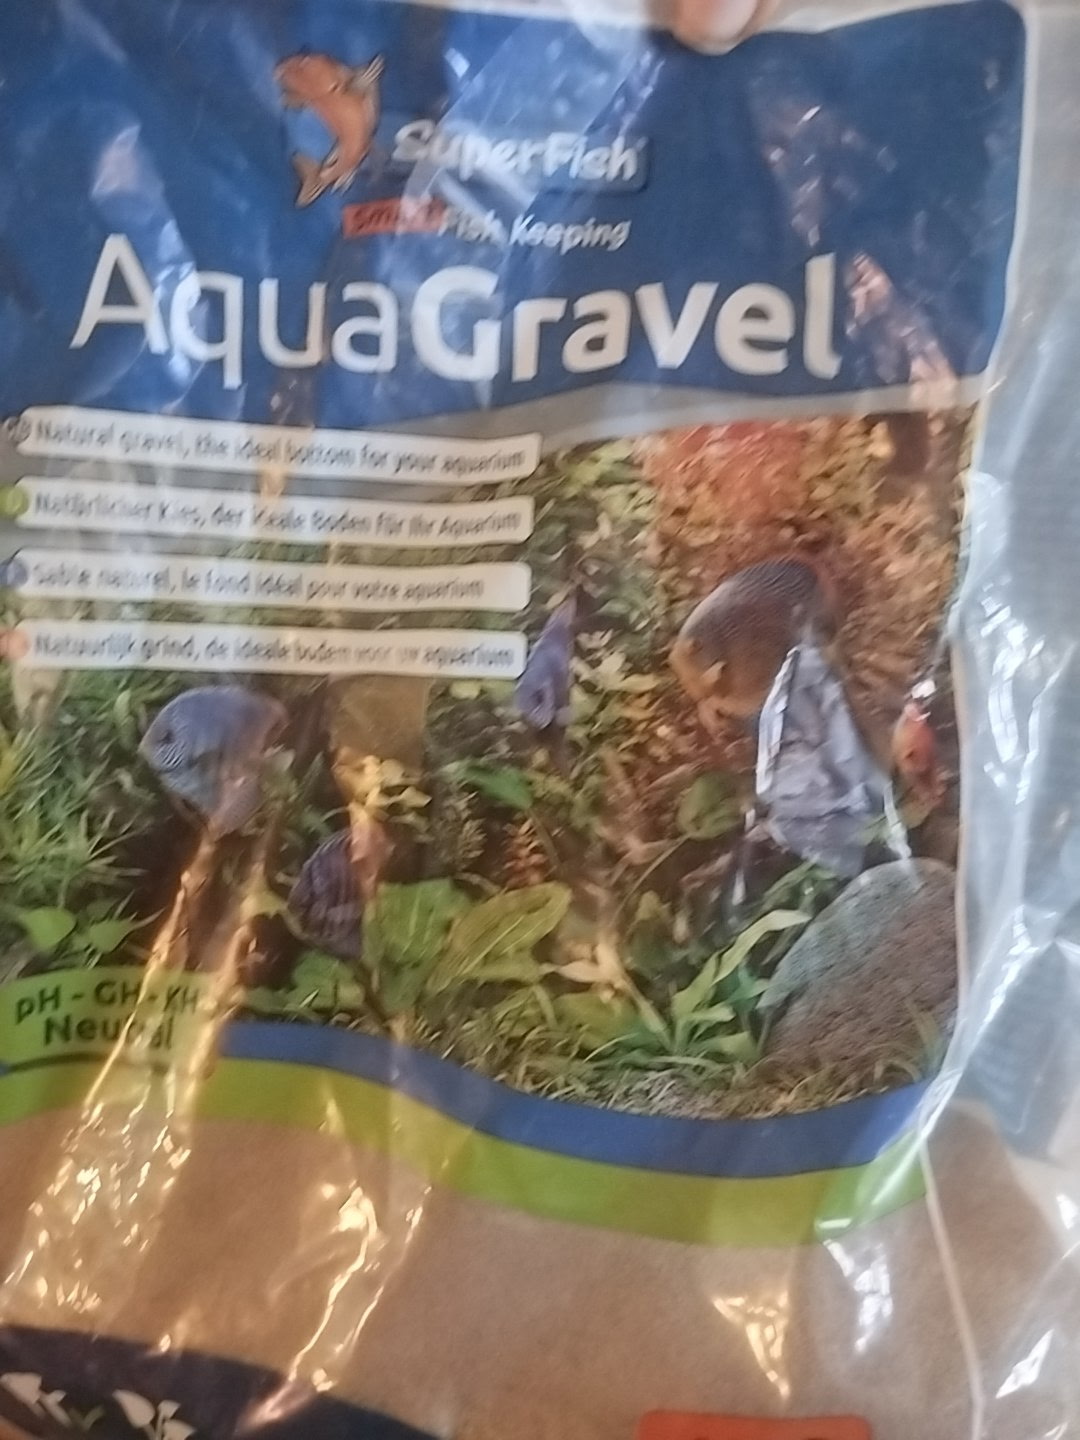 SuperFish
Smart Fish Keeping
AquaGravel
Natural gravel, the ideal bottom for your aquarium
Natürlicher Kies, der ideale Boden für Ihr Aquarium
Sable naturel, le fond idéal pour votre aquarium
Natuurlijk grind, de ideale bodem voor uw aquarium
pH - GH - KH
Neutral